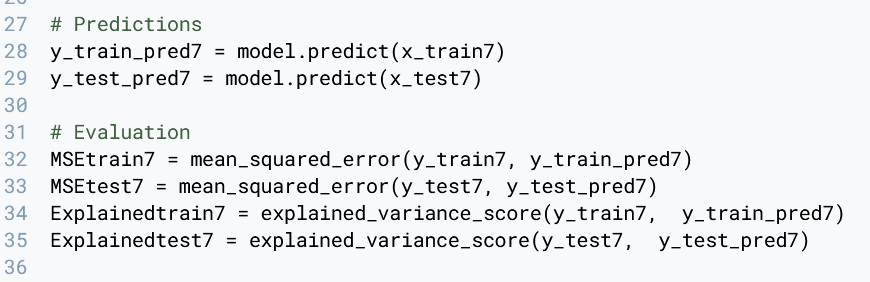 27 # Predictions
28 y_train_pred7 = model.predict(x_train7)
29 y_test_pred7 = model.predict(x_test7)
30
31 # Evaluation
32 MSEtrain7 = mean_squared_error(y_train7, y_train_pred7)
33 MSEtest7 = mean_squared_error(y_test7, y_test_pred7)
34 Explainedtrain7 = explained_variance_score(y_train7,  y_train_pred7)
35 Explainedtest7 = explained_variance_score(y_test7,  y_test_pred7)
36